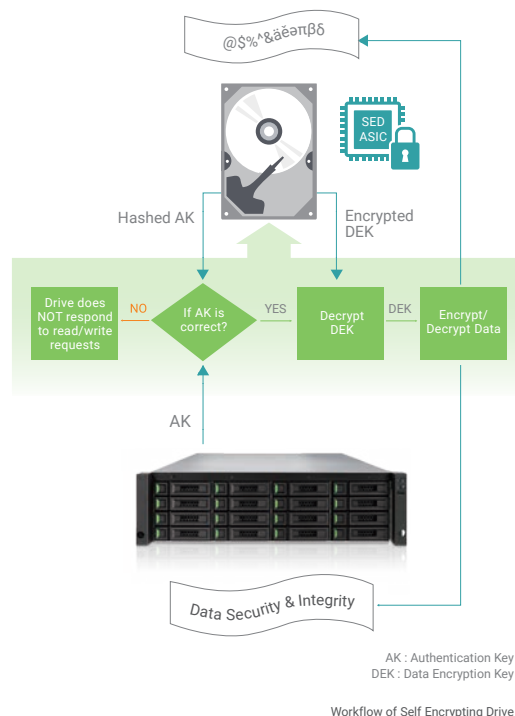 @$%^&äěəπβδ
SED
ASIC
Hashed AK
Encrypted
DEK
Drive does
NOT respond
to read/write
requests
NO
If AK is
correct?
YES
Decrypt
DEK
DEK
Encrypt/
Decrypt Data
AK
Data Security & Integrity
AK : Authentication Key
DEK : Data Encryption Key
Workflow of Self Encrypting Drive